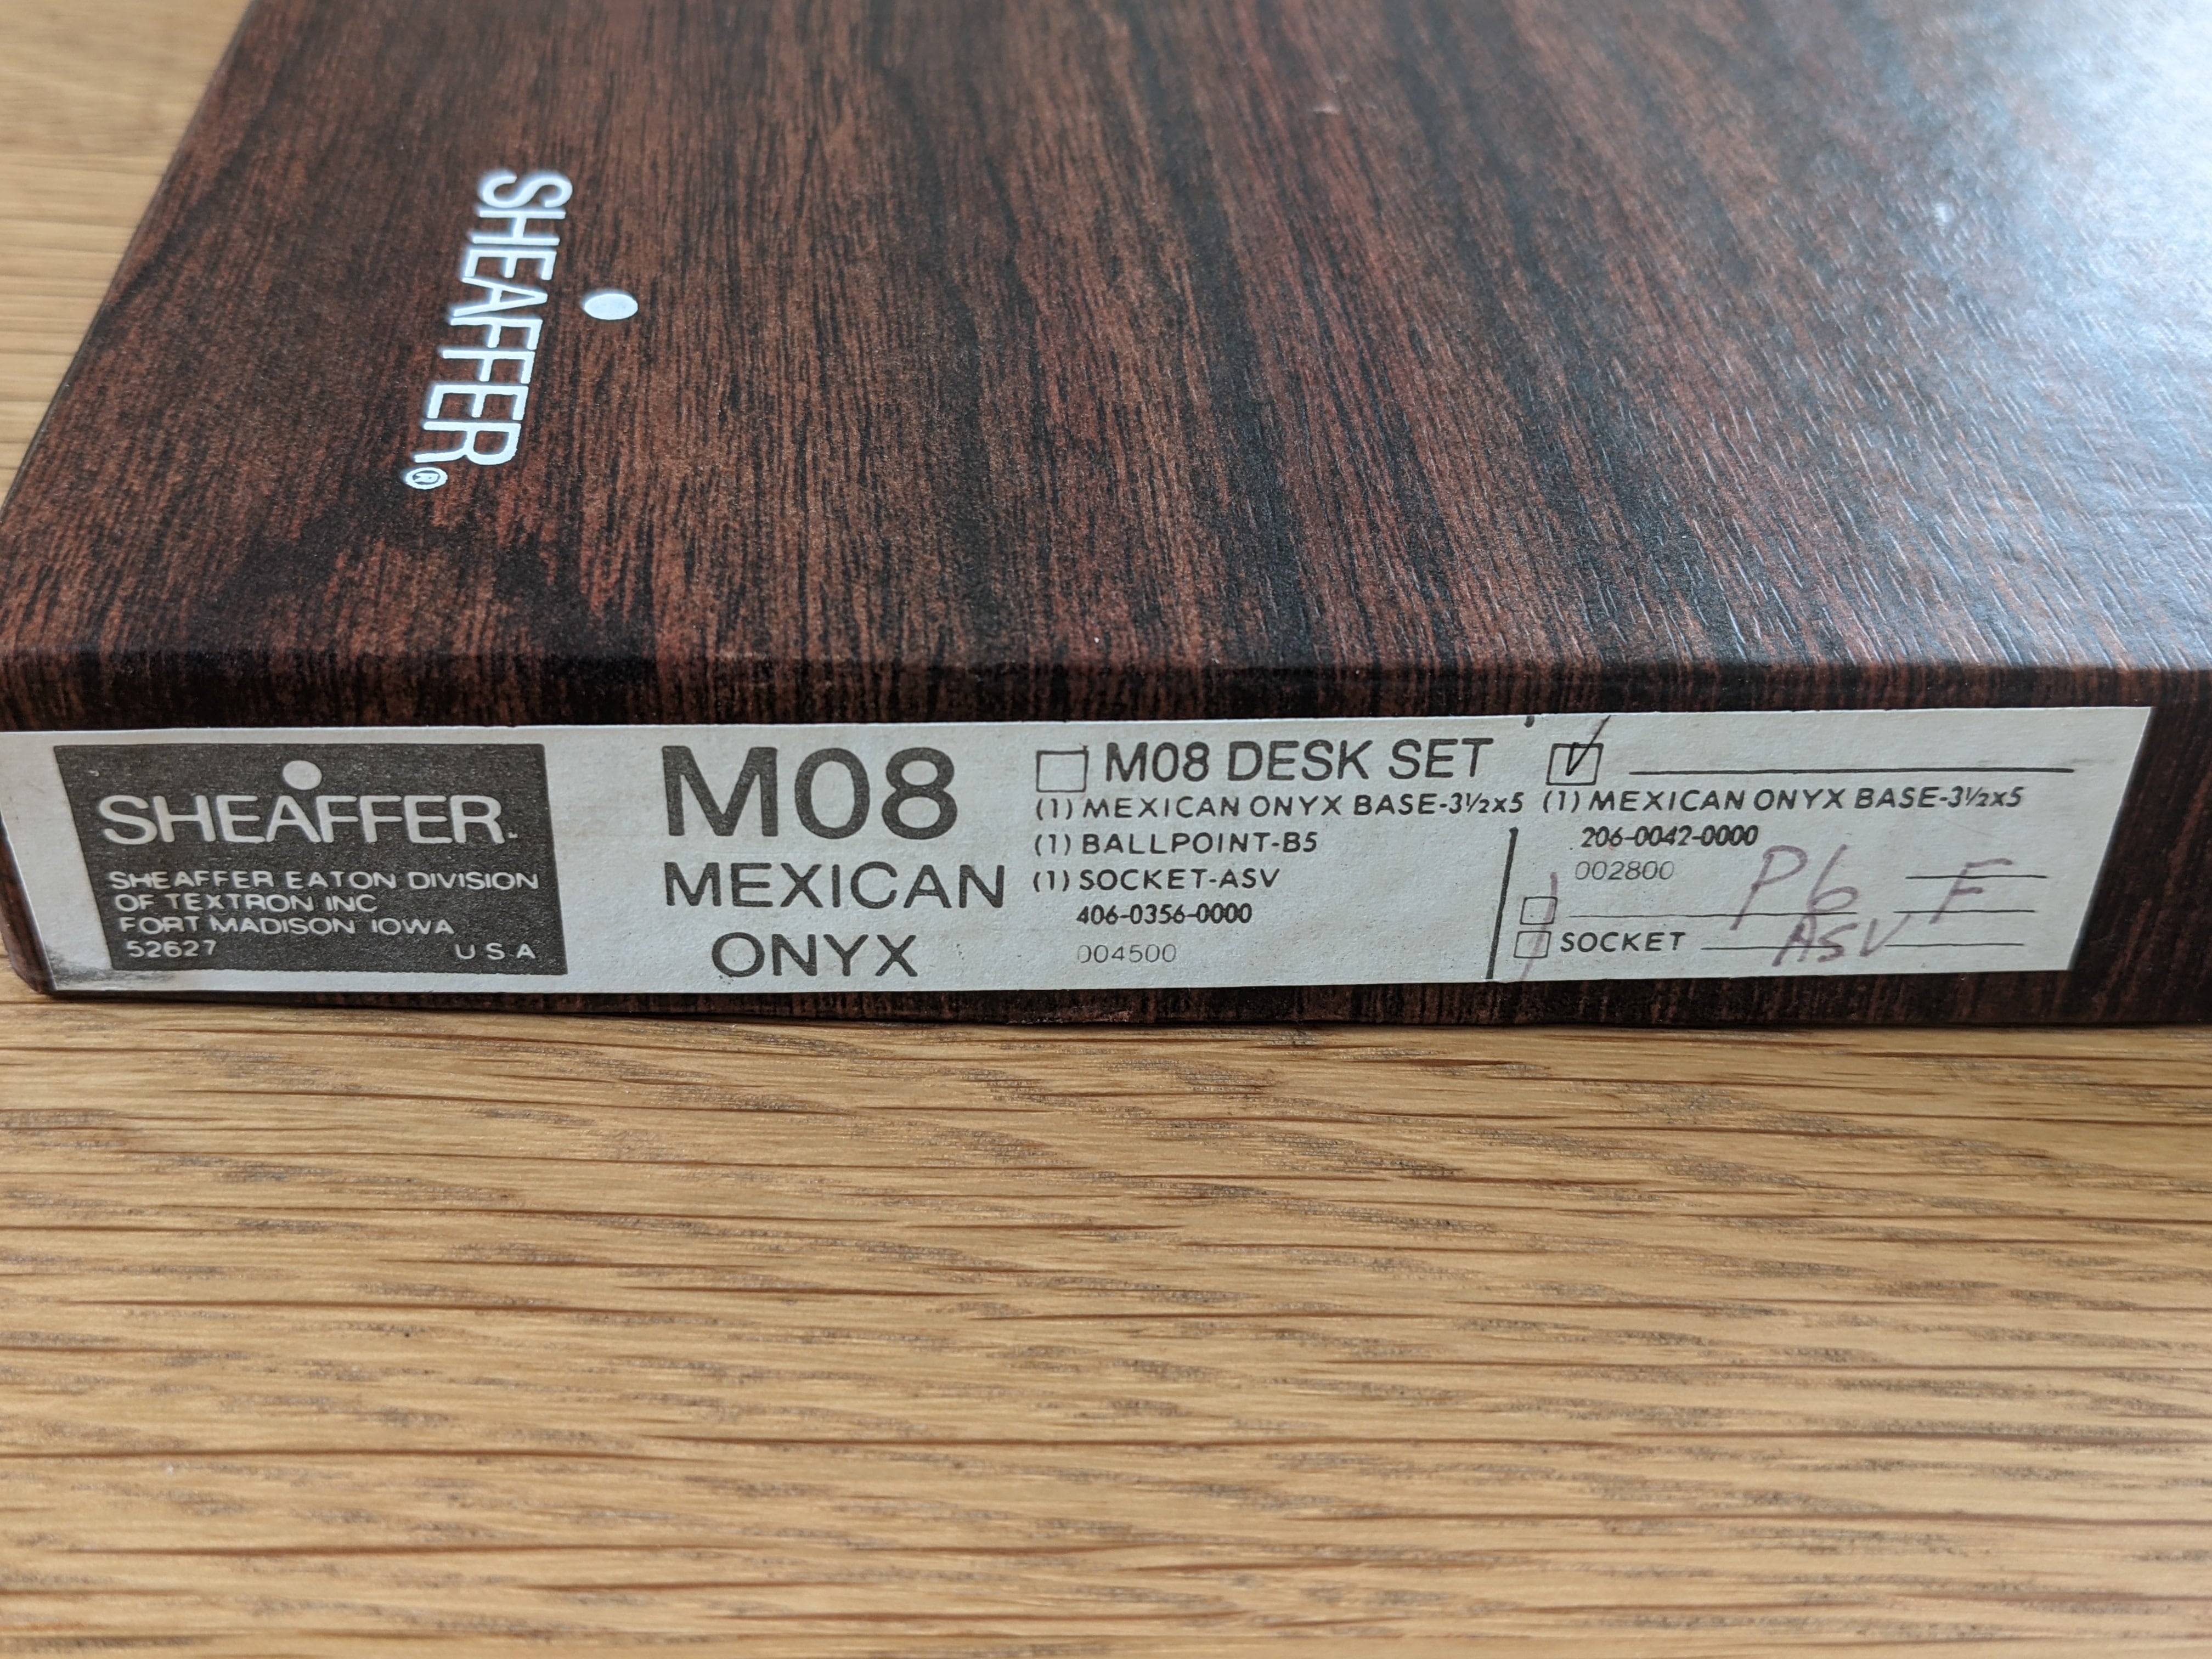 SHEAFFER®
SHEAFFER™
SHEAFFER EATON DIVISION
OF TEXTRON INC
FORT MADISON IOWA
52627 USA
M08
MEXICAN
ONYX
M08 DESK SET
(1) MEXICAN ONYX BASE-3½x5
(1) BALLPOINT-B5
(1) SOCKET-ASV
406-0356-0000
004500
(1) MEXICAN ONYX BASE-3½x5
206-0042-0000
002800
P6 F
SOCKET ASV